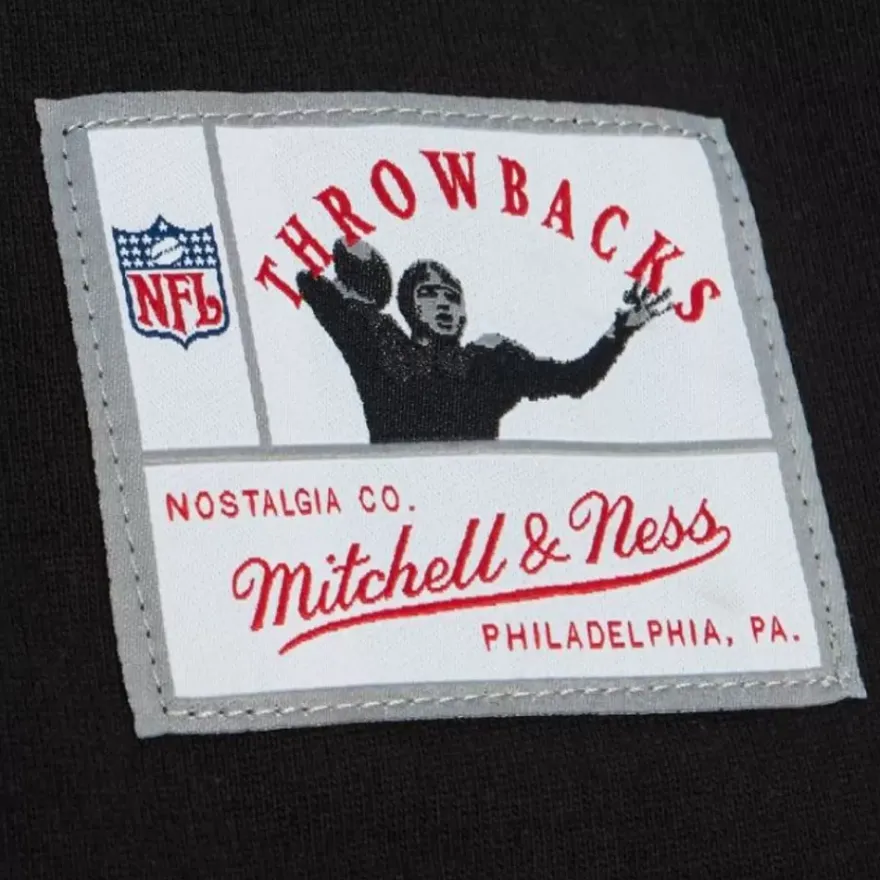 NFL
THROWBACKS
NOSTALGIA CO.
Mitchell & Ness
PHILADELPHIA, PA.